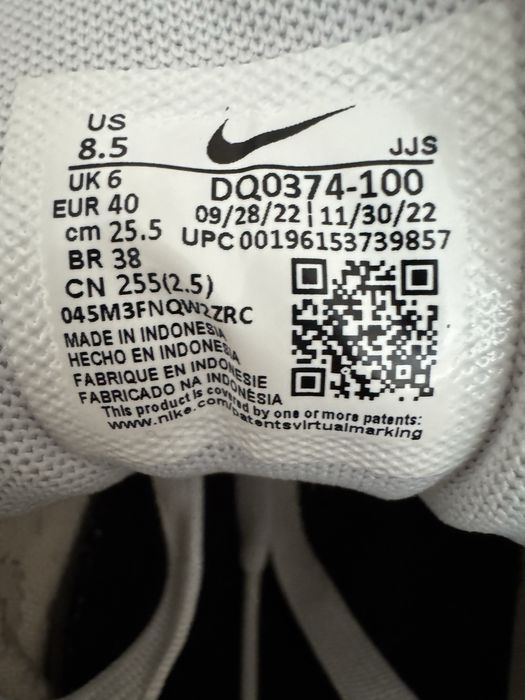 US
8.5
JJS
UK 6
DQ0374-100
EUR 40
09/28/22 | 11/30/22
cm 25.5
UPC 00196153739857
BR 38
CN 255(2.5)
045M3FNQW2ZRC
MADE IN INDONESIA
HECHO EN INDONESIA
FABRIQUE EN INDONESIE
FABRICADO NA INDONÉSIA
This product is covered by one or more patents:
www.nike.com/patentsvirtualmarking